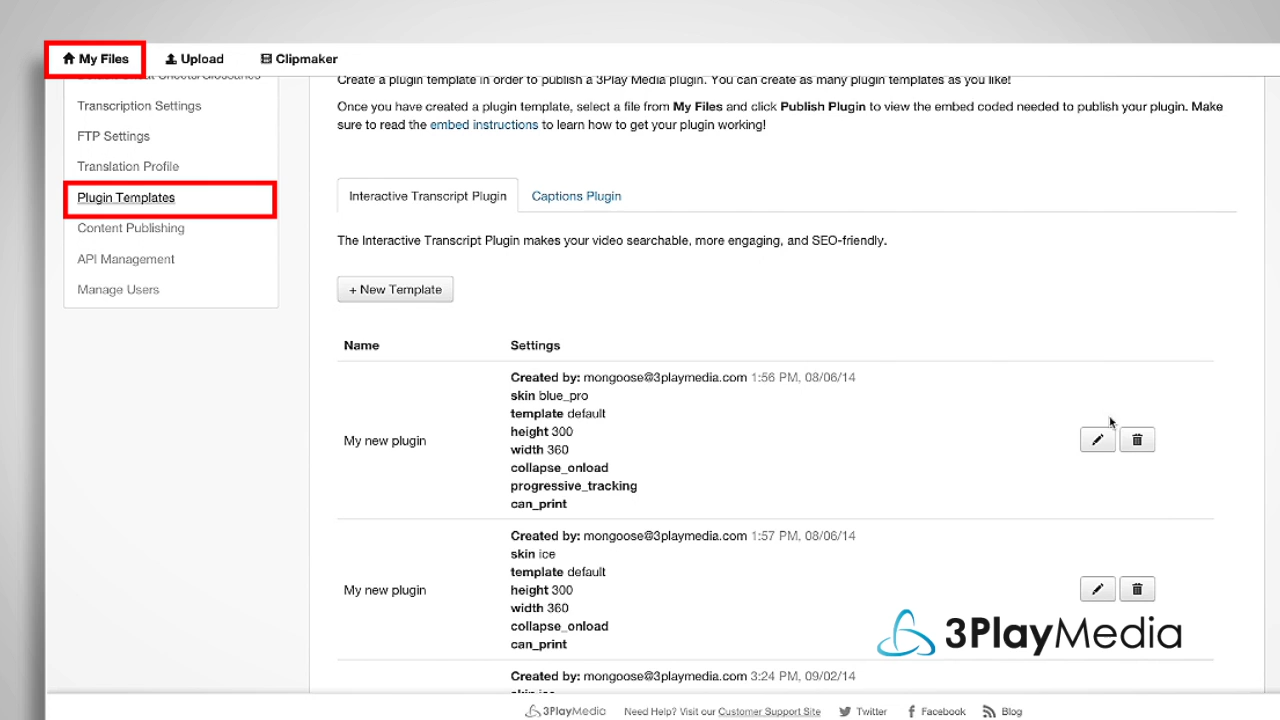 My Files
Upload
Clipmaker
Transcription Settings
FTP Settings
Translation Profile
Plugin Templates
Content Publishing
API Management
Manage Users
Create a plugin template in order to publish a 3Play Media plugin. You can create as many plugin templates as you like!
Once you have created a plugin template, select a file from My Files and click Publish Plugin to view the embed coded needed to publish your plugin. Make
sure to read the embed instructions to learn how to get your plugin working!
Interactive Transcript Plugin
Captions Plugin
The Interactive Transcript Plugin makes your video searchable, more engaging, and SEO-friendly.
+ New Template
Name
Settings
Created by: mongoose@3playmedia.com 1:56 PM, 08/06/14
skin blue_pro
template default
height 300
My new plugin
width 360
collapse_onload
progressive_tracking
can_print
Created by: mongoose@3playmedia.com 1:57 PM, 08/06/14
skin ice
template default
height 300
My new plugin
width 360
collapse_onload
can_print
3PlayMedia
Created by: mongoose@3playmedia.com 3:24 PM, 09/02/14
3PlayMedia
Need Help? Visit our Customer Support Site
Twitter
Facebook
Blog